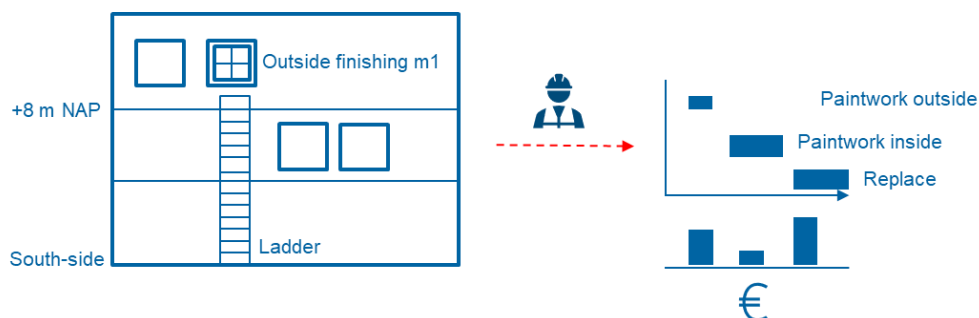 Outside finishing m1
+8 m NAP
Ladder
South-side
Paintwork outside
Paintwork inside
Replace
€